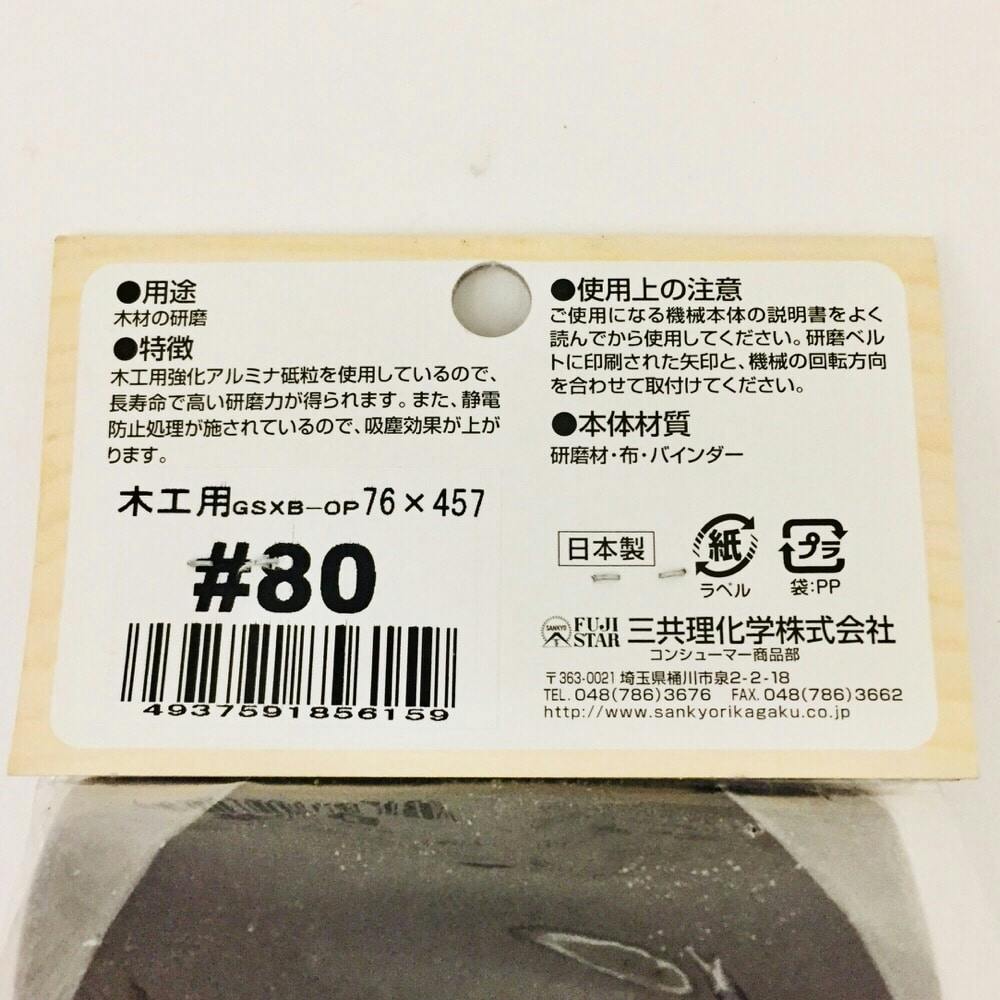 ●用途
木材の研磨
●特徴
木工用強化アルミナ砥粒を使用しているので、
長寿命で高い研磨力が得られます。また、静電
防止処理が施されているので、吸塵効果が上が
ります。
木工用GSXB-OP76×457
#80
4937591856159
●使用上の注意
ご使用になる機械本体の説明書をよく
読んでから使用してください。研磨ベル
トに印刷された矢印と、機械の回転方向
を合わせて取付けてください。
●本体材質
研磨材・布・バインダー
日本製
紙
ラベル
プラ
袋:PP
SANKYO
FUJI
STAR
三共理化学株式会社
コンシューマー商品部
〒363-0021 埼玉県桶川市泉2-2-18
TEL. 048(786)3676 FAX. 048(786)3662
http://www.sankyorikagaku.co.jp